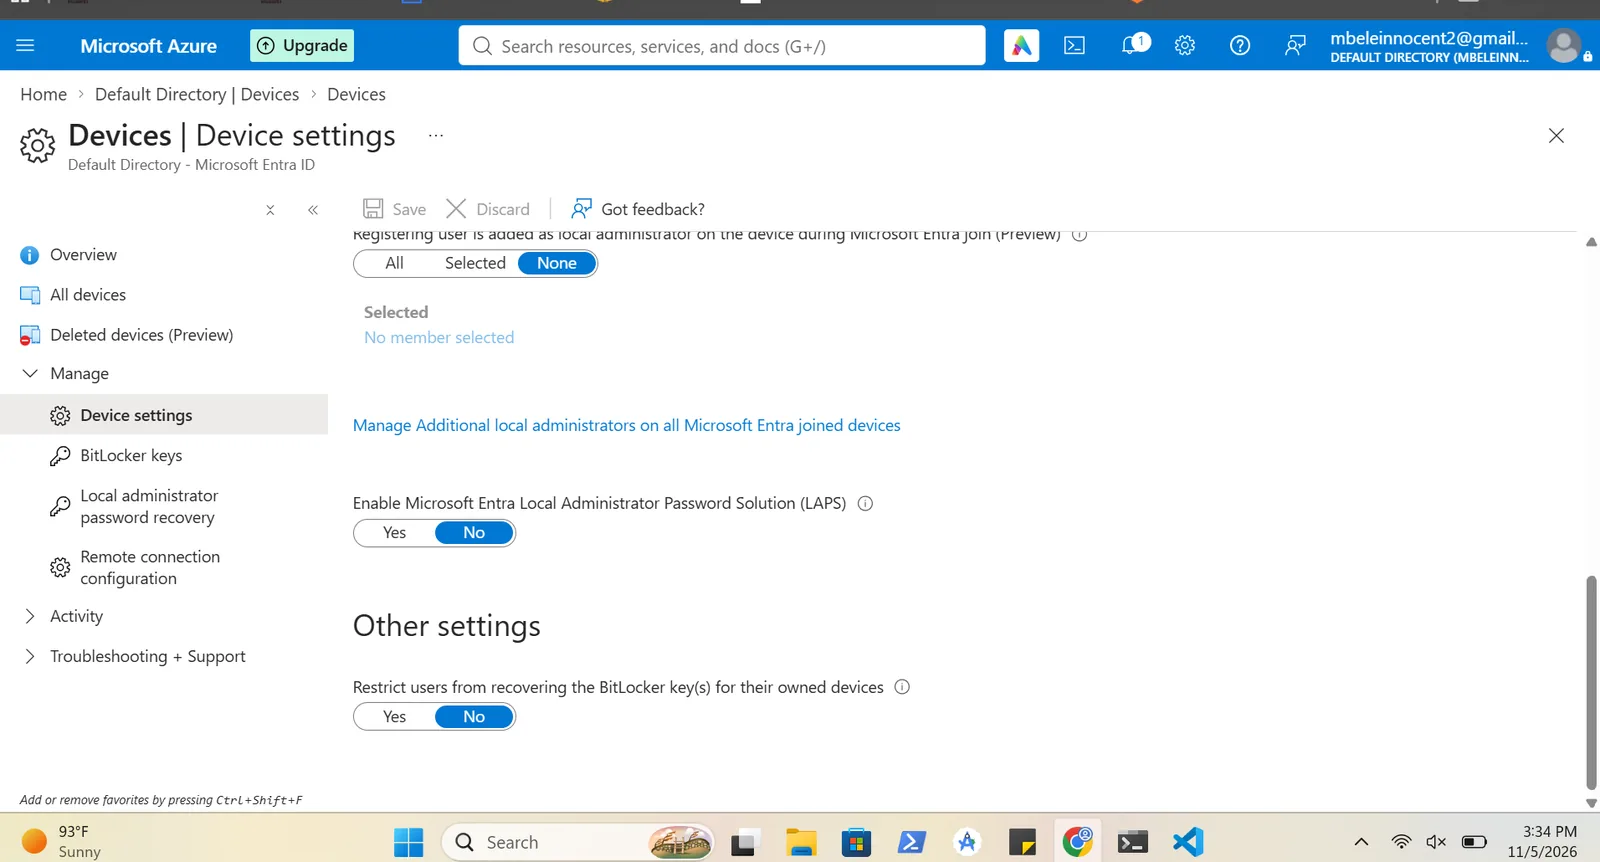 Microsoft Azure
Upgrade
Search resources, services, and docs (G+/)
1
mbeleinnocent2@gmail...
DEFAULT DIRECTORY (MBELEINN...
Home > Default Directory | Devices > Devices
Devices | Device settings ...
Default Directory - Microsoft Entra ID
Save Discard Got feedback?
Overview
All devices
Deleted devices (Preview)
Manage
Device settings
BitLocker keys
Local administrator
password recovery
Remote connection
configuration
Activity
Troubleshooting + Support
Add or remove favorites by pressing Ctrl+Shift+F
Registering user is added as local administrator on the device during Microsoft Entra join (Preview)
All Selected None
Selected
No member selected
Manage Additional local administrators on all Microsoft Entra joined devices
Enable Microsoft Entra Local Administrator Password Solution (LAPS)
Yes No
Other settings
Restrict users from recovering the BitLocker key(s) for their owned devices
Yes No
93°F
Sunny
Search
3:34 PM
11/5/2026